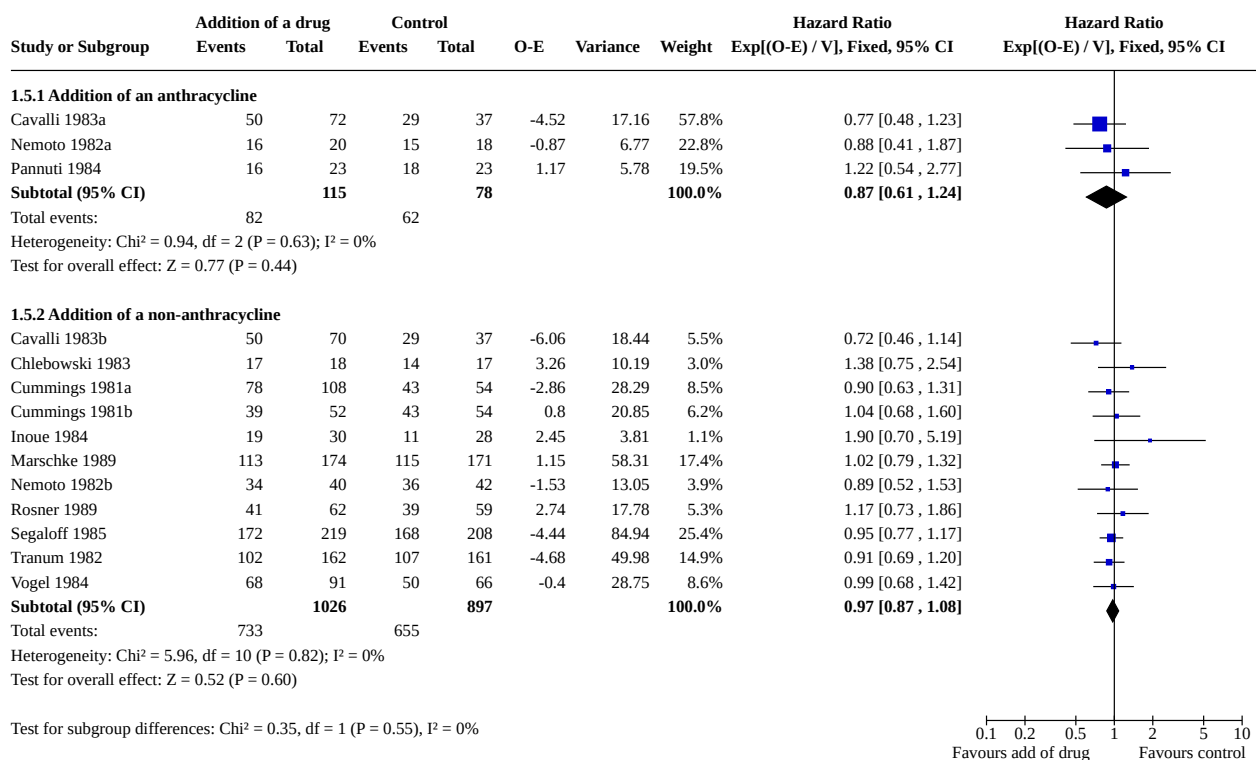 Addition of a drug Control Hazard Ratio Hazard Ratio
Study or Subgroup Events Total Events Total O-E Variance Weight Exp[(O-E) / V], Fixed, 95% CI Exp[(O-E) / V], Fixed, 95% CI
1.5.1 Addition of an anthracycline
Cavalli 1983a 50 72 29 37 -4.52 17.16 57.8% 0.77 [0.48 , 1.23]
Nemoto 1982a 16 20 15 18 -0.87 6.77 22.8% 0.88 [0.41 , 1.87]
Pannuti 1984 16 23 18 23 1.17 5.78 19.5% 1.22 [0.54 , 2.77]
Subtotal (95% CI) 115 78 100.0% 0.87 [0.61 , 1.24]
Total events: 82 62
Heterogeneity: Chi² = 0.94, df = 2 (P = 0.63); I² = 0%
Test for overall effect: Z = 0.77 (P = 0.44)
1.5.2 Addition of a non-anthracycline
Cavalli 1983b 50 70 29 37 -6.06 18.44 5.5% 0.72 [0.46 , 1.14]
Chlebowski 1983 17 18 14 17 3.26 10.19 3.0% 1.38 [0.75 , 2.54]
Cummings 1981a 78 108 43 54 -2.86 28.29 8.5% 0.90 [0.63 , 1.31]
Cummings 1981b 39 52 43 54 0.8 20.85 6.2% 1.04 [0.68 , 1.60]
Inoue 1984 19 30 11 28 2.45 3.81 1.1% 1.90 [0.70 , 5.19]
Marschke 1989 113 174 115 171 1.15 58.31 17.4% 1.02 [0.79 , 1.32]
Nemoto 1982b 34 40 36 42 -1.53 13.05 3.9% 0.89 [0.52 , 1.53]
Rosner 1989 41 62 39 59 2.74 17.78 5.3% 1.17 [0.73 , 1.86]
Segaloff 1985 172 219 168 208 -4.44 84.94 25.4% 0.95 [0.77 , 1.17]
Tranum 1982 102 162 107 161 -4.68 49.98 14.9% 0.91 [0.69 , 1.20]
Vogel 1984 68 91 50 66 -0.4 28.75 8.6% 0.99 [0.68 , 1.42]
Subtotal (95% CI) 1026 897 100.0% 0.97 [0.87 , 1.08]
Total events: 733 655
Heterogeneity: Chi² = 5.96, df = 10 (P = 0.82); I² = 0%
Test for overall effect: Z = 0.52 (P = 0.60)
Test for subgroup differences: Chi² = 0.35, df = 1 (P = 0.55), I² = 0%
0.1 0.2 0.5 1 2 5 10
Favours add of drug Favours control